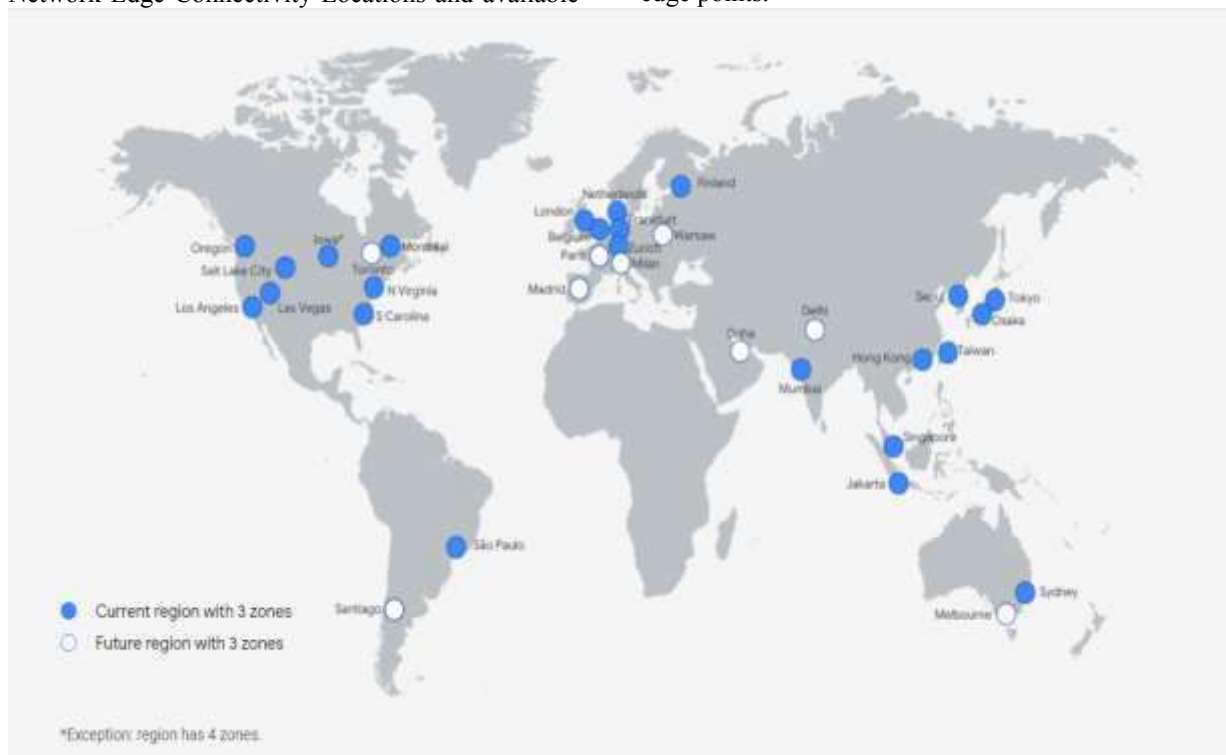 Network Edge Connectivity Locations and available
edge points.
Finland
Netherlands
London
Frankfurt
Belgium
Warsaw
Zurich
Paris
Milan
Madrid
Oregon
Iowa*
Montréal
Salt Lake City
Toronto
N Virginia
Los Angeles
Las Vegas
S Carolina
Seoul
Tokyo
Osaka
Delhi
Doha
Hong Kong
Taiwan
Mumbai
Singapore
Jakarta
São Paulo
Sydney
Santiago
Melbourne
Current region with 3 zones
Future region with 3 zones
*Exception: region has 4 zones.